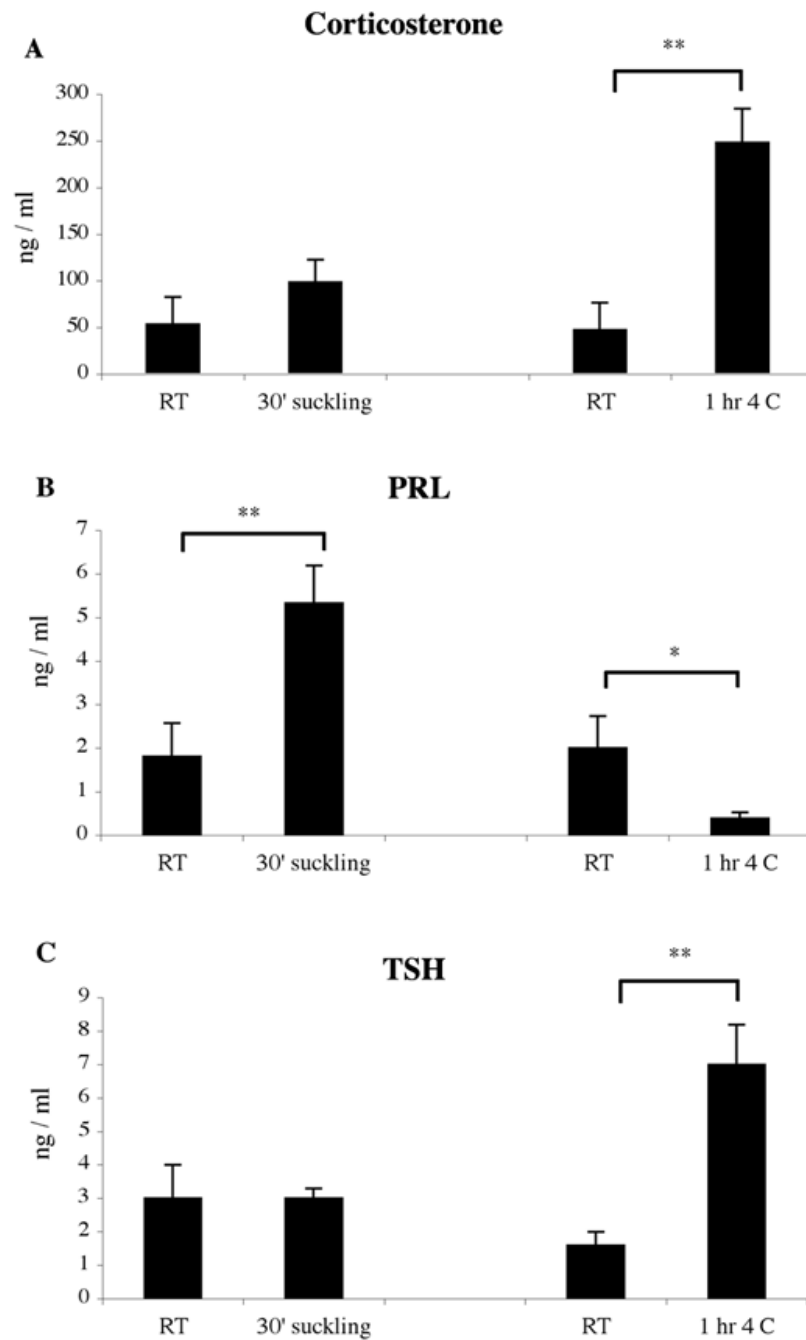 Corticosterone
A
**
300
250
200
150
100
50
0
ng / ml
RT 30' suckling RT 1 hr 4 C
B PRL
**
*
7
6
5
4
3
2
1
0
ng / ml
RT 30' suckling RT 1 hr 4 C
C TSH
**
9
8
7
6
5
4
3
2
1
0
ng / ml
RT 30' suckling RT 1 hr 4 C